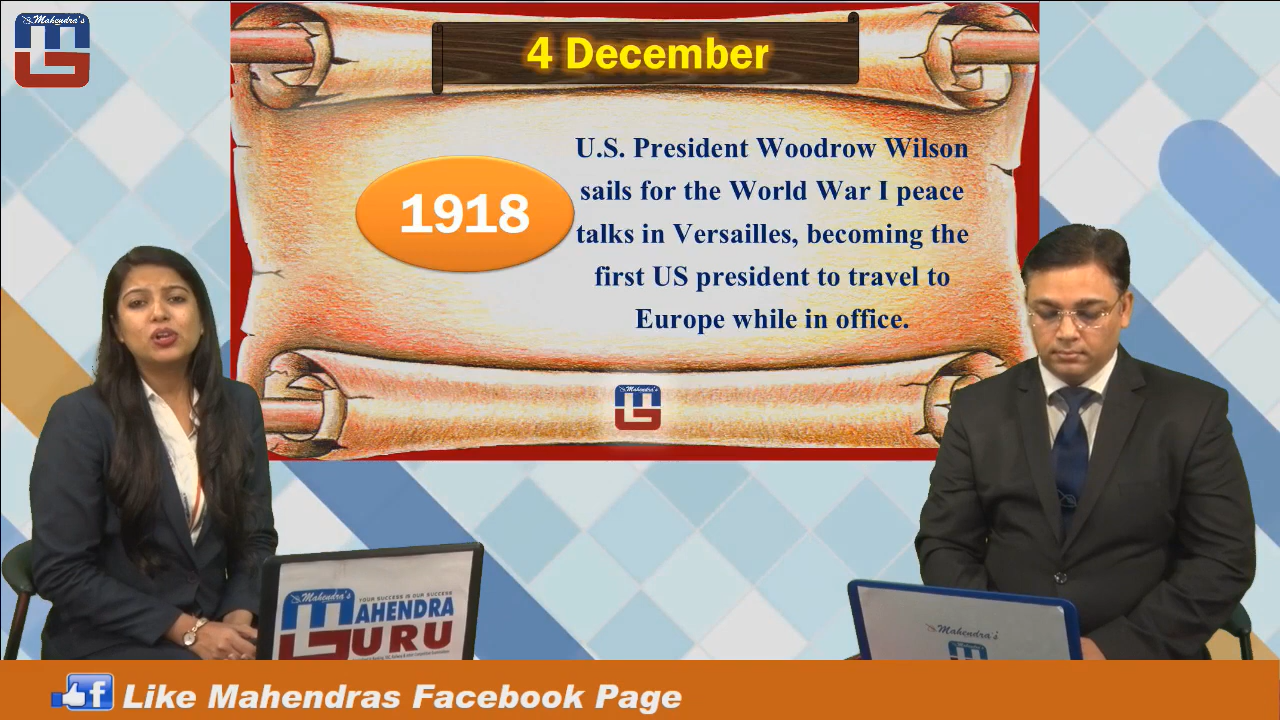 Mahendra's
4 December
1918
U.S. President Woodrow Wilson
sails for the World War I peace
talks in Versailles, becoming the
first US president to travel to
Europe while in office.
Mahendra's
Mahendra's
YOUR SUCCESS IS OUR SUCCESS
MAHENDRA
GURU
Mahendra's
f Like Mahendras Facebook Page